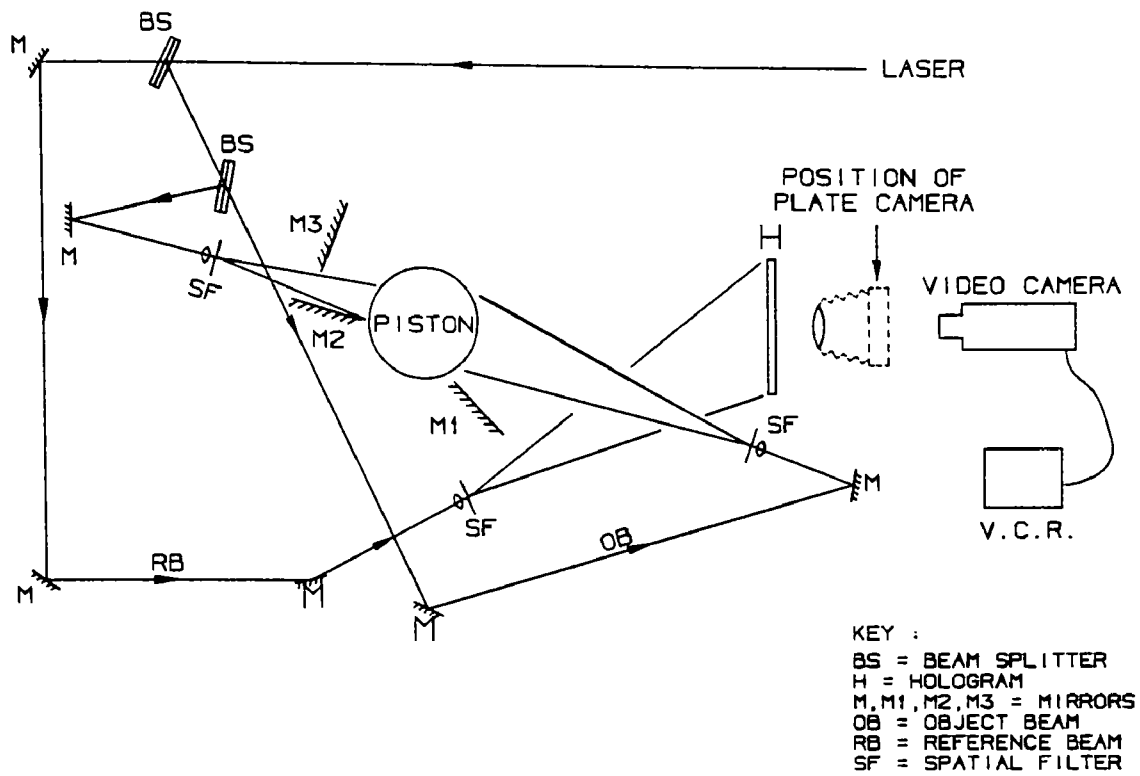 BS
M
LASER
BS
POSITION OF
PLATE CAMERA
M3
H
M
VIDEO CAMERA
SF
M2
PISTON
M1
SF
SF
M
OB
V.C.R.
RB
M
M
M
KEY :
BS = BEAM SPLITTER
H = HOLOGRAM
M,M1,M2,M3 = MIRRORS
OB = OBJECT BEAM
RB = REFERENCE BEAM
SF = SPATIAL FILTER